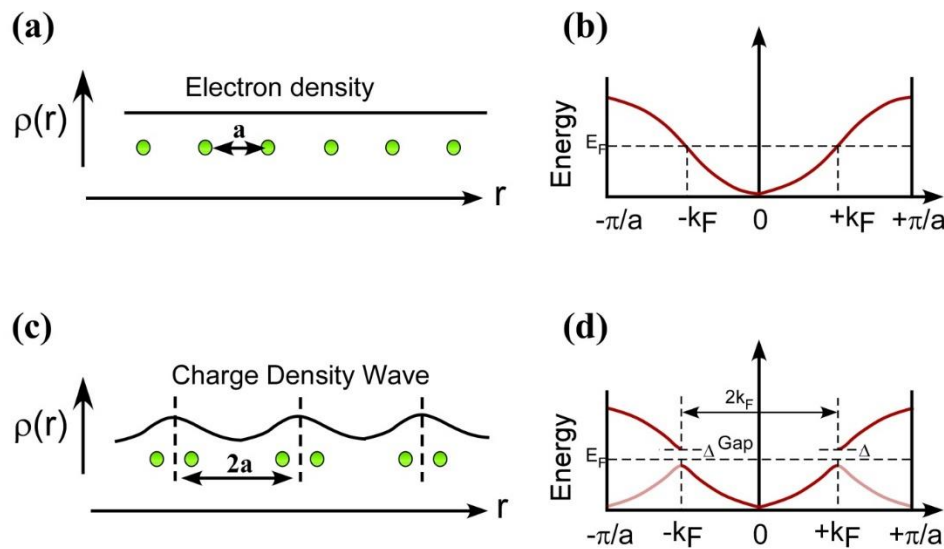 (a)
Electron density
ρ(r)
a
r
(b)
Energy
E_F
-π/a -k_F 0 +k_F +π/a
(c)
Charge Density Wave
ρ(r)
2a
r
(d)
Energy
2k_F
Δ Gap Δ
E_F
-π/a -k_F 0 +k_F +π/a